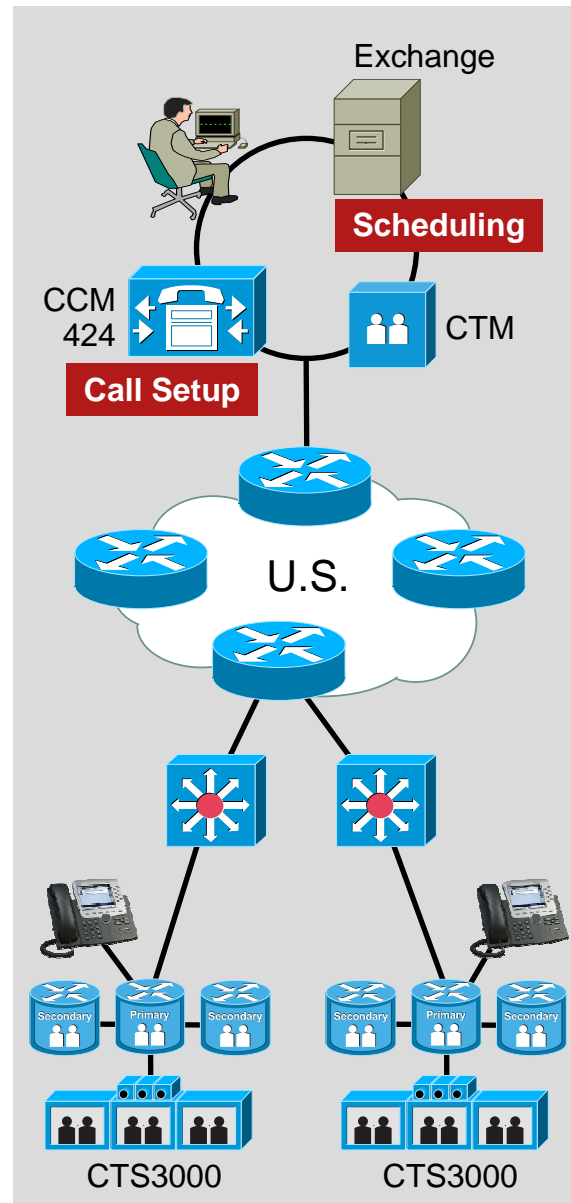 Exchange
Scheduling
CCM
424
CTM
Call Setup
U.S.
Secondary
Primary
Secondary
Secondary
Primary
Secondary
CTS3000
CTS3000